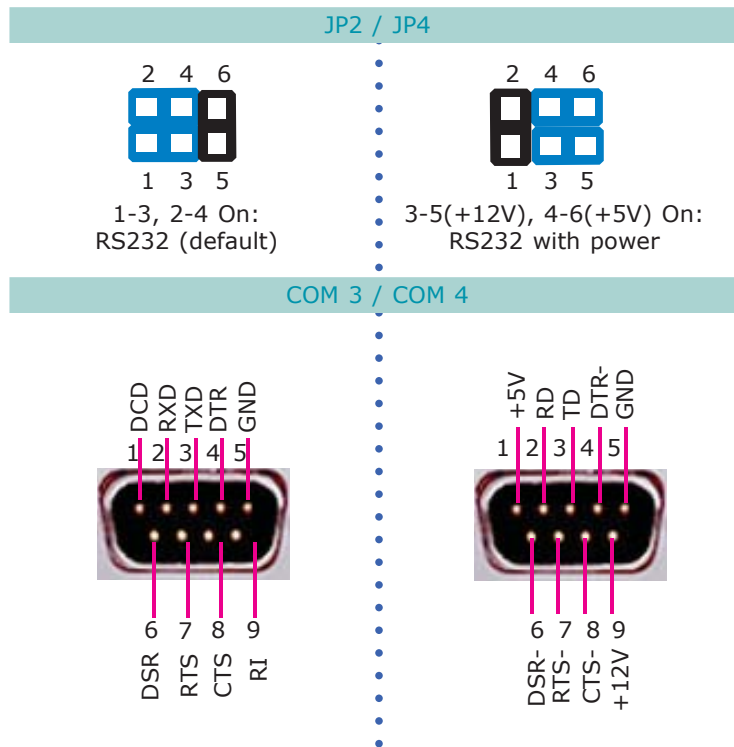 JP2 / JP4
2 4 6
1 3 5
1-3, 2-4 On:
RS232 (default)
2 4 6
1 3 5
3-5(+12V), 4-6(+5V) On:
RS232 with power
COM 3 / COM 4
DCD RXD TXD DTR GND
1 2 3 4 5
6 7 8 9
DSR RTS CTS RI
+5V RD TD DTR- GND
1 2 3 4 5
6 7 8 9
DSR- RTS- CTS- +12V